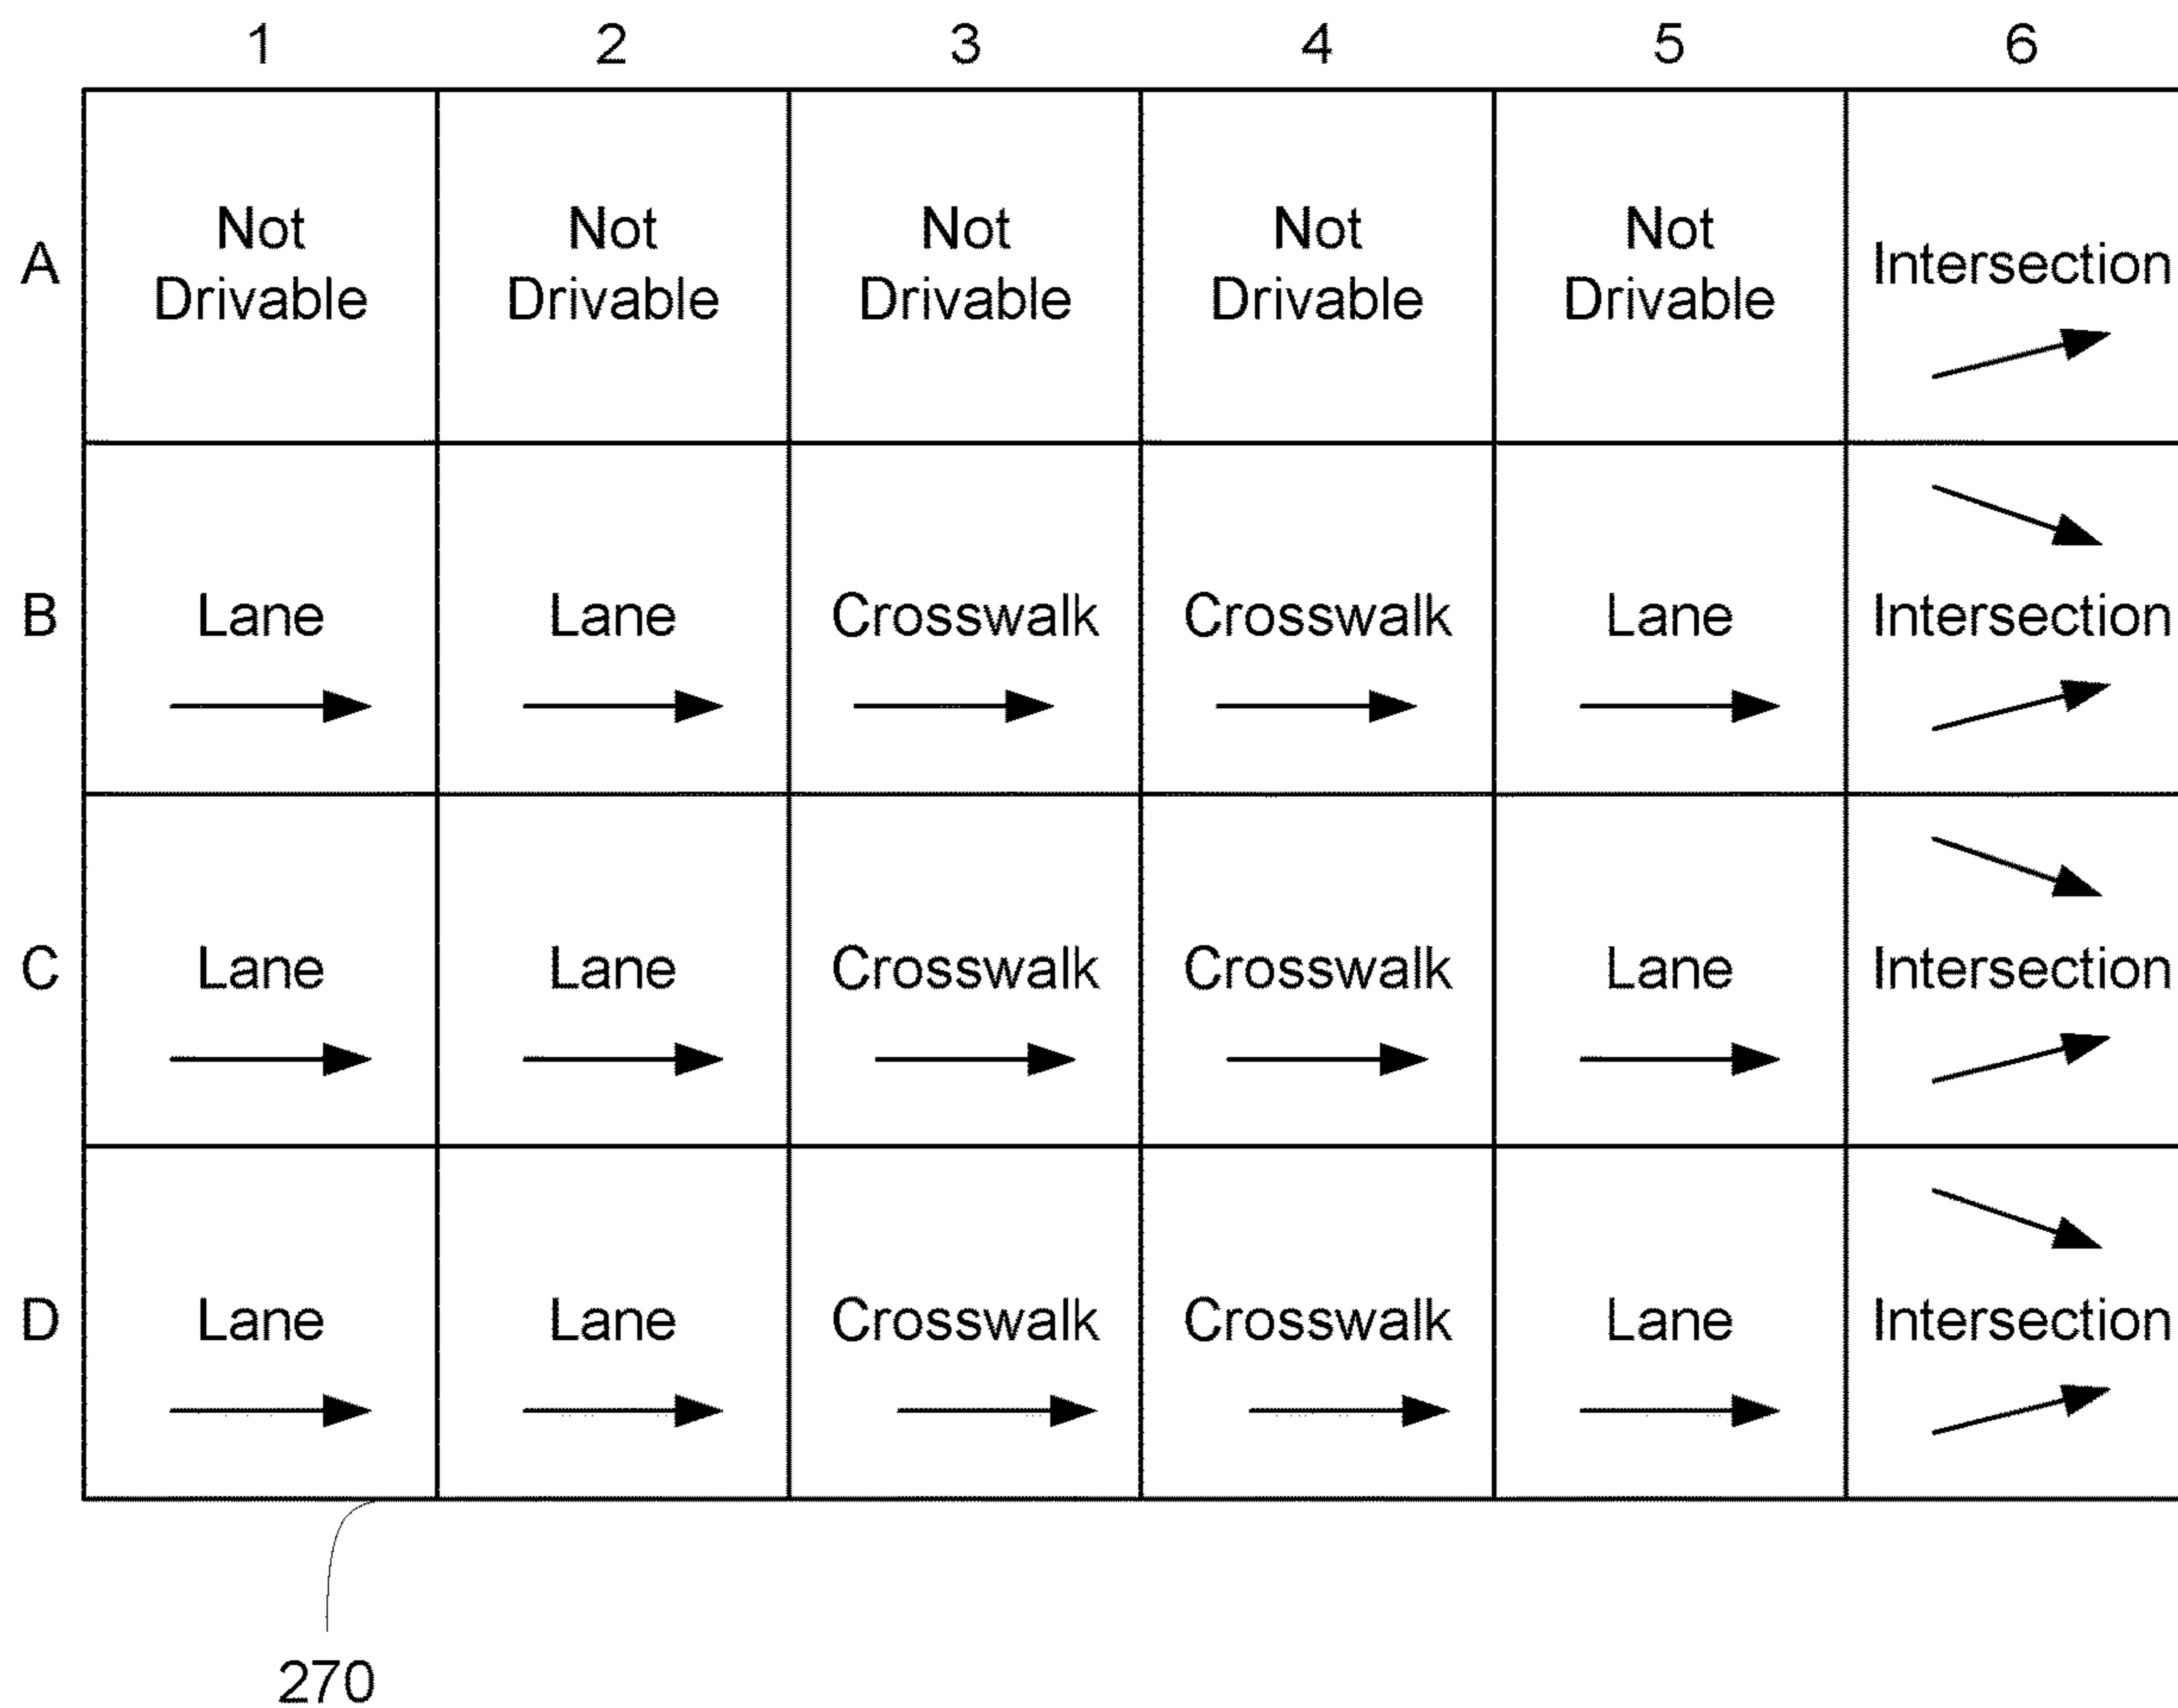 1 2 3 4 5 6
A
Not Drivable Not Drivable Not Drivable Not Drivable Not Drivable Intersection
B
Lane Lane Crosswalk Crosswalk Lane Intersection
C
Lane Lane Crosswalk Crosswalk Lane Intersection
D
Lane Lane Crosswalk Crosswalk Lane Intersection
270